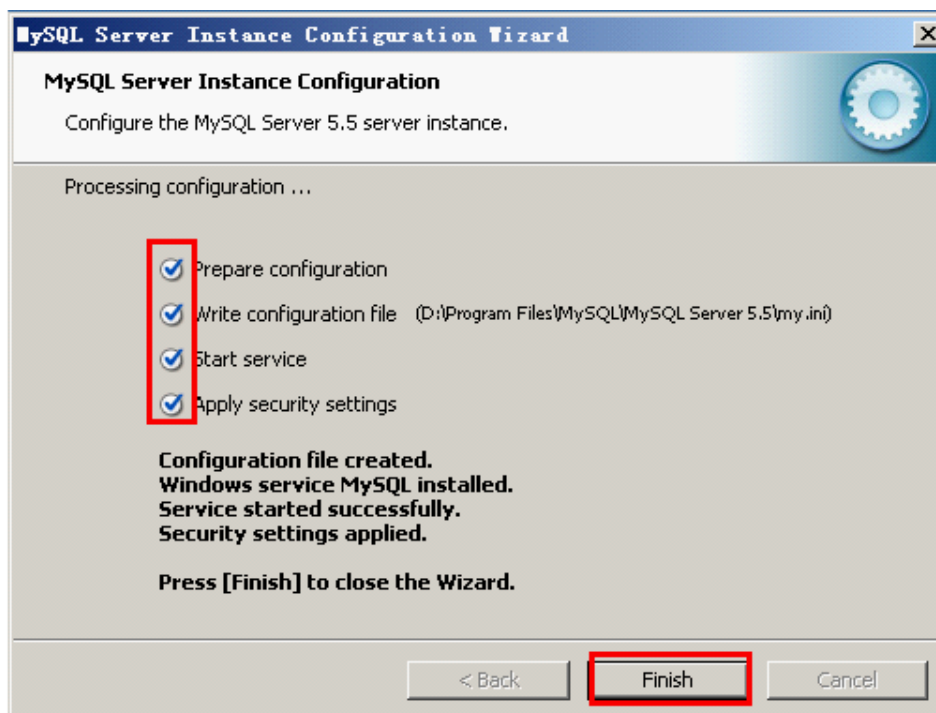 MySQL Server Instance Configuration Wizard
MySQL Server Instance Configuration
Configure the MySQL Server 5.5 server instance.
Processing configuration ...
Prepare configuration
Write configuration file (D:\Program Files\MySQL\MySQL Server 5.5\my.ini)
Start service
Apply security settings
Configuration file created.
Windows service MySQL installed.
Service started successfully.
Security settings applied.
Press [Finish] to close the Wizard.
< Back Finish Cancel